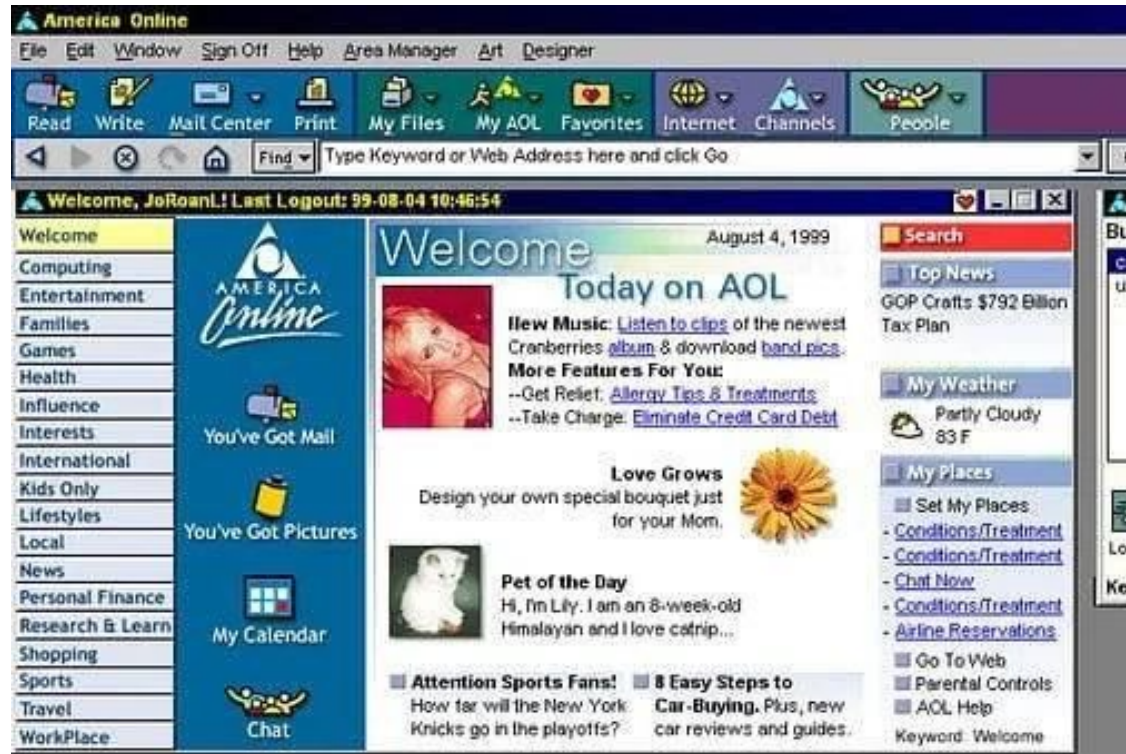 America Online
File Edit Window Sign Off Help Area Manager Art Designer
Read Write Mail Center Print My Files My AOL Favorites Internet Channels People
Find Type Keyword or Web Address here and click Go
Welcome, JoRoanL! Last Logout: 99-08-04 10:46:54
Welcome
Computing
Entertainment
Families
Games
Health
Influence
Interests
International
Kids Only
Lifestyles
Local
News
Personal Finance
Research & Learn
Shopping
Sports
Travel
WorkPlace
AMERICA
Online
You've Got Mail
You've Got Pictures
My Calendar
Chat
Welcome
August 4, 1999
Today on AOL
New Music: Listen to clips of the newest
Cranberries album & download band pics.
More Features For You:
--Get Relief: Allergy Tips & Treatments
--Take Charge: Eliminate Credit Card Debt
Love Grows
Design your own special bouquet just
for your Mom.
Pet of the Day
Hi, I'm Lily. I am an 8-week-old
Himalayan and I love catnip...
Attention Sports Fans!
How far will the New York
Knicks go in the playoffs?
8 Easy Steps to
Car-Buying. Plus, new
car reviews and guides.
Search
Top News
GOP Crafts $792 Billion
Tax Plan
My Weather
Partly Cloudy
83 F
My Places
Set My Places
- Conditions/Treatment
- Conditions/Treatment
- Chat Now
- Conditions/Treatment
- Airline Reservations
Go To Web
Parental Controls
AOL Help
Keyword: Welcome